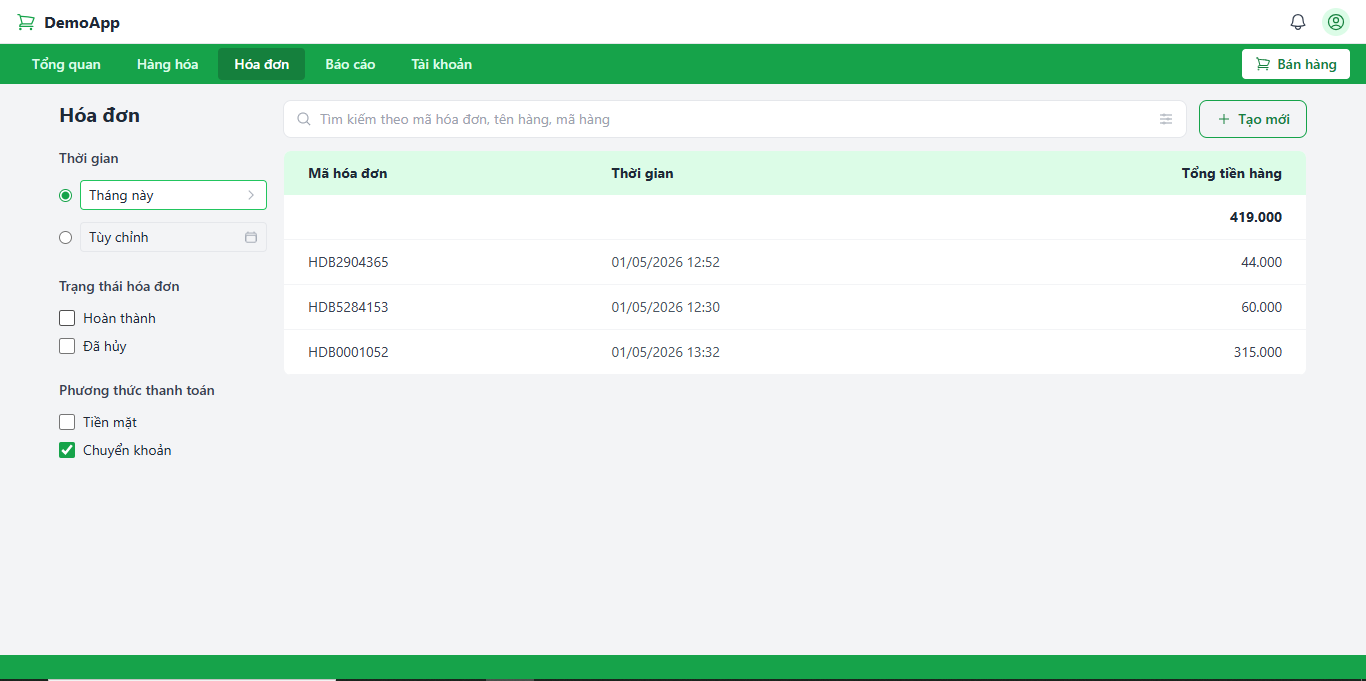 DemoApp
Tổng quan Hàng hóa Hóa đơn Báo cáo Tài khoản Bán hàng
Hóa đơn
Thời gian
Tháng này
Tùy chỉnh
Trạng thái hóa đơn
Hoàn thành
Đã hủy
Phương thức thanh toán
Tiền mặt
Chuyển khoản
Tìm kiếm theo mã hóa đơn, tên hàng, mã hàng
Tạo mới
Mã hóa đơn Thời gian Tổng tiền hàng
419.000
HDB2904365 01/05/2026 12:52 44.000
HDB5284153 01/05/2026 12:30 60.000
HDB0001052 01/05/2026 13:32 315.000